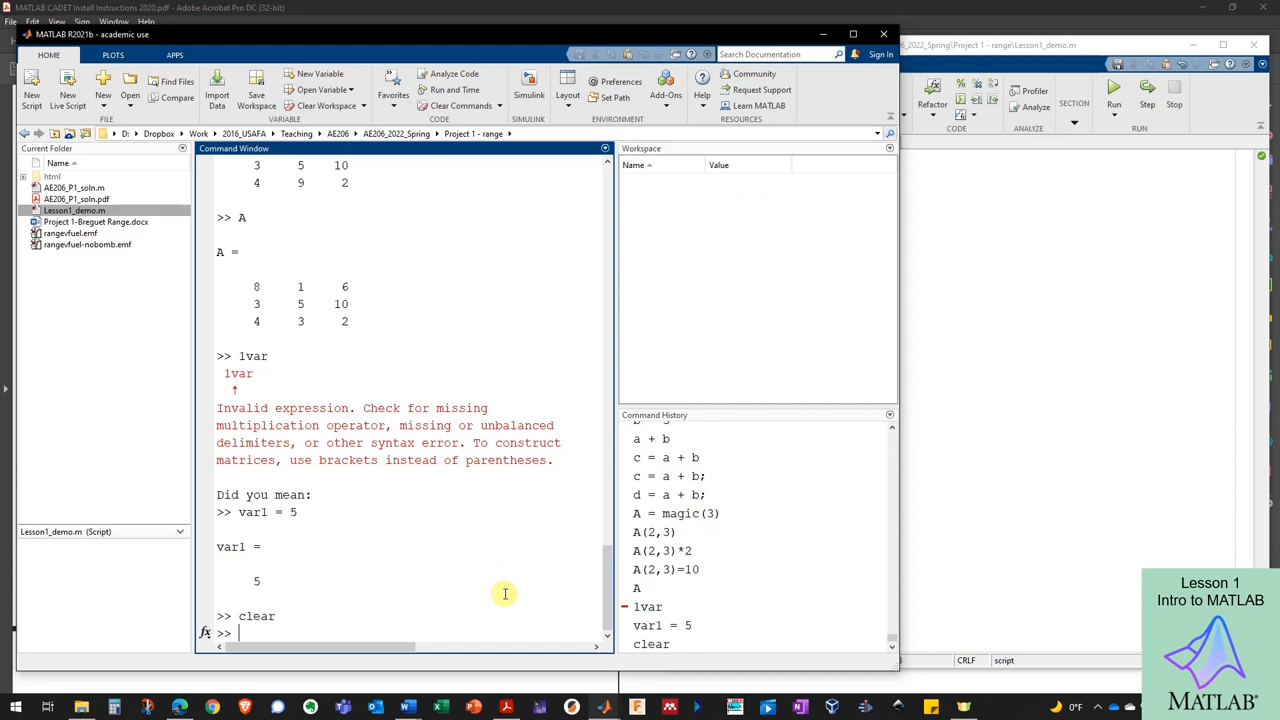 MATLAB CADET Install Instructions 2020.pdf - Adobe Acrobat Pro DC (32-bit)
File Edit View Sign Window Help
MATLAB R2021b - academic use
_2022_Spring\Project 1 - range\Lesson1_demo.m
HOME PLOTS APPS
Search Documentation
Sign In
New Script
New Live Script
New
Open
Find Files
Compare
Import Data
Save Workspace
New Variable
Open Variable
Clear Workspace
Favorites
Analyze Code
Run and Time
Clear Commands
Simulink
Layout
Preferences
Set Path
Add-Ons
Help
Community
Request Support
Learn MATLAB
FILE VARIABLE CODE SIMULINK ENVIRONMENT RESOURCES
Refactor
Profiler
Analyze
SECTION
Run
Step
Stop
CODE ANALYZE RUN
D: Dropbox Work 2016_USAFA Teaching AE206 AE206_2022_Spring Project 1 - range
Current Folder
Name
html
AE206_P1_soln.m
AE206_P1_soln.pdf
Lesson1_demo.m
Project 1-Breguet Range.docx
rangevfuel.emf
rangevfuel-nobomb.emf
Lesson1_demo.m (Script)
Command Window
3 5 10
4 9 2
>> A
A =
8 1 6
3 5 10
4 3 2
>> 1var
1var
↑
Invalid expression. Check for missing
multiplication operator, missing or unbalanced
delimiters, or other syntax error. To construct
matrices, use brackets instead of parentheses.
Did you mean:
>> var1 = 5
var1 =
5
>> clear
fx >>
Workspace
Name Value
Command History
a + b
c = a + b
c = a + b;
d = a + b;
A = magic(3)
A(2,3)
A(2,3)*2
A(2,3)=10
A
1var
var1 = 5
clear
CRLF script
Lesson 1
Intro to MATLAB
MATLAB
70°F